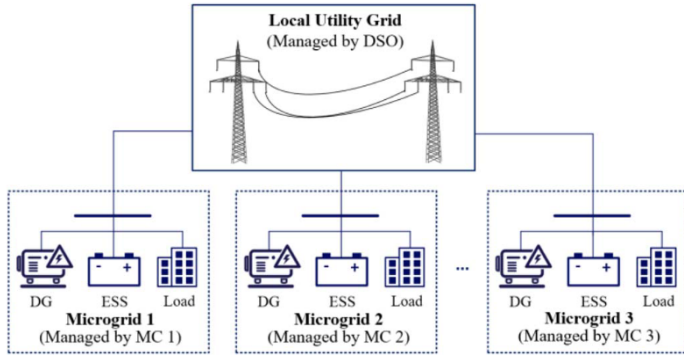 Local Utility Grid
(Managed by DSO)
DG ESS Load
Microgrid 1
(Managed by MC 1)
DG ESS Load
Microgrid 2
(Managed by MC 2)
...
DG ESS Load
Microgrid 3
(Managed by MC 3)